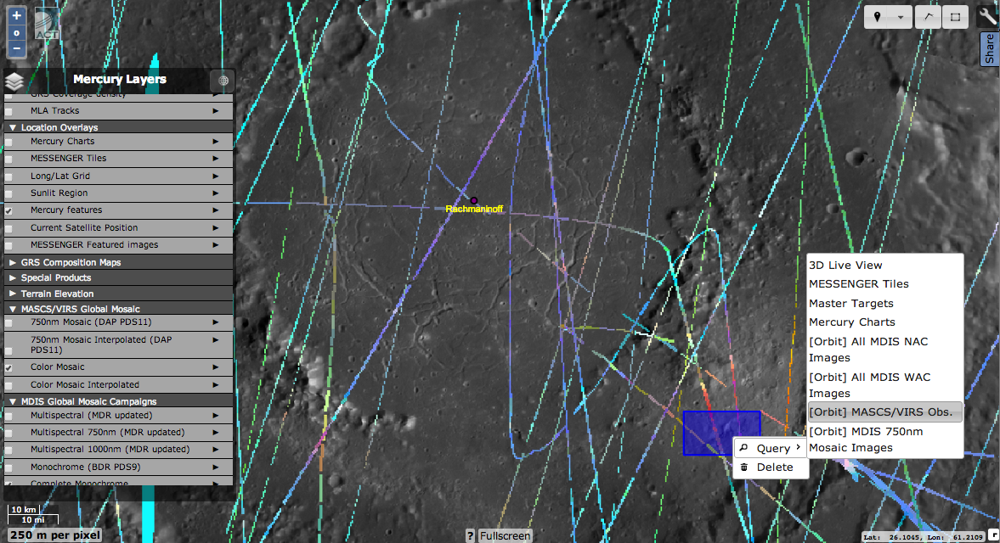 ACT
Share
Mercury Layers
GRS Coverage density
MLA Tracks
Location Overlays
Mercury Charts
MESSENGER Tiles
Long/Lat Grid
Sunlit Region
Mercury features
Current Satellite Position
MESSENGER Featured images
GRS Composition Maps
Special Products
Terrain Elevation
MASCS/VIRS Global Mosaic
750nm Mosaic (DAP PDS11)
750nm Mosaic Interpolated (DAP
PDS11)
Color Mosaic
Color Mosaic Interpolated
MDIS Global Mosaic Campaigns
Multispectral (MDR updated)
Multispectral 750nm (MDR updated)
Multispectral 1000nm (MDR updated)
Monochrome (BDR PDS9)
Complete Monochrome
Rachmaninoff
3D Live View
MESSENGER Tiles
Master Targets
Mercury Charts
[Orbit] All MDIS NAC
Images
[Orbit] All MDIS WAC
Images
[Orbit] MASCS/VIRS Obs.
[Orbit] MDIS 750nm
Mosaic Images
Query
Delete
10 km
10 mi
250 m per pixel
? Fullscreen
Lat: 26.1045, Lon: 61.2109
r